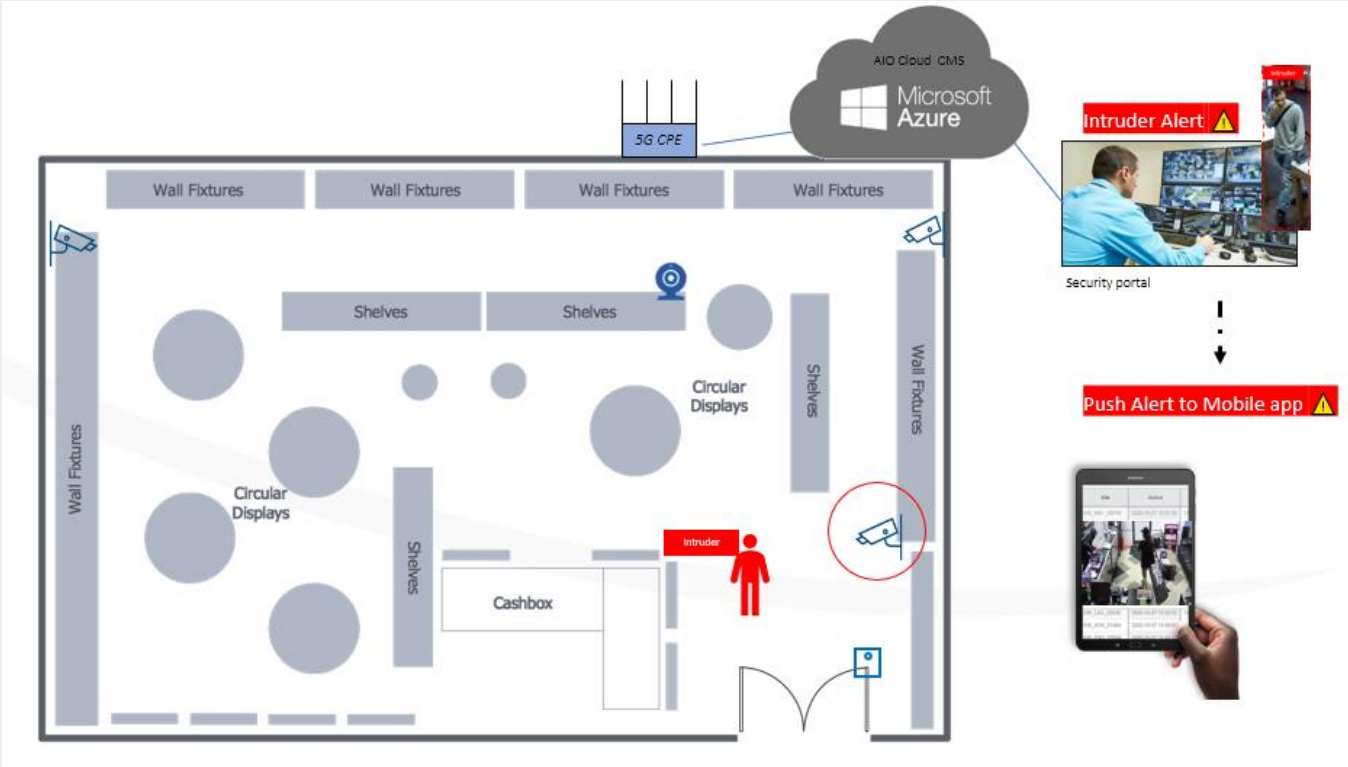 AIO Cloud CMS
Microsoft
Azure
5G CPE
Intruder
Intruder Alert
Security portal
Push Alert to Mobile app
Wall Fixtures
Wall Fixtures
Wall Fixtures
Wall Fixtures
Shelves
Shelves
Circular
Displays
Shelves
Wall Fixtures
Wall Fixtures
Circular
Displays
Shelves
Intruder
Cashbox
Site